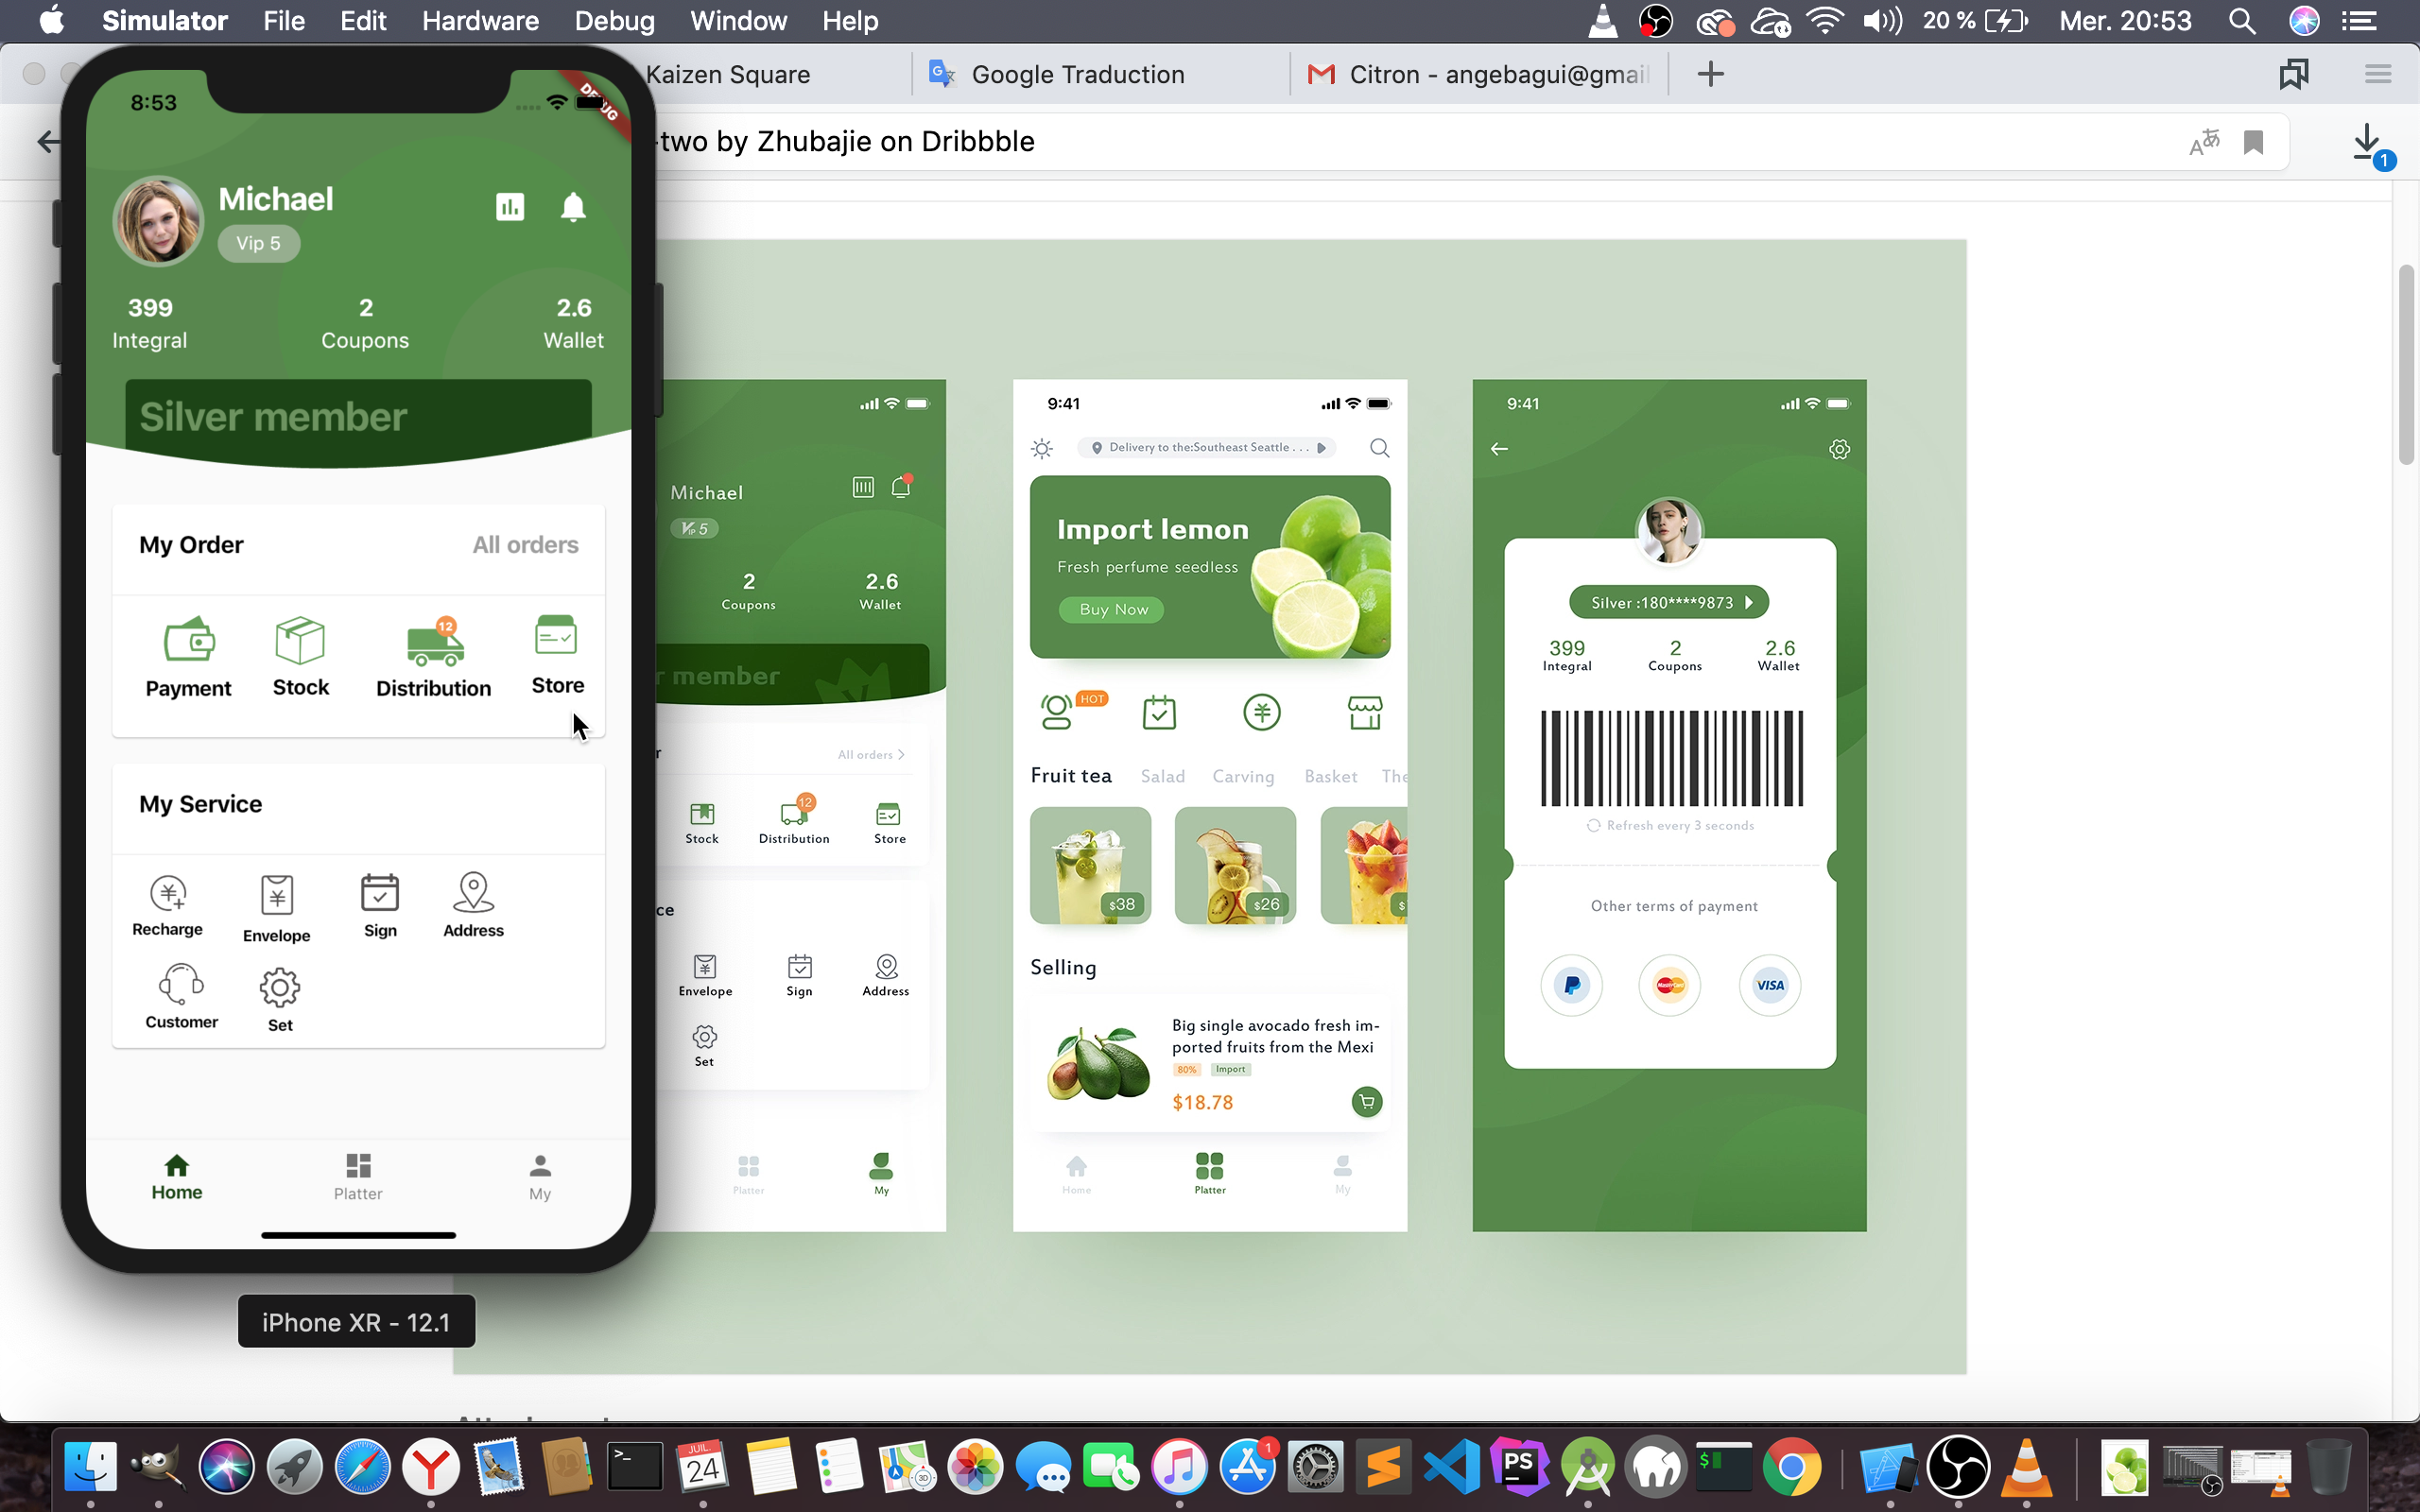 Simulator File Edit Hardware Debug Window Help 20 % Mer. 20:53
Kaizen Square Google Traduction Citron - angebagui@gmail
-two by Zhubajie on Dribbble 1
8:53
DEBUG
Michael
Vip 5
399 2 2.6
Integral Coupons Wallet
Silver member
My Order All orders
12
Payment Stock Distribution Store
My Service
Recharge Envelope Sign Address
Customer Set
Home Platter My
iPhone XR - 12.1
Michael
Vip 5
2 2.6
Coupons Wallet
r member
r All orders
12
Stock Distribution Store
ce
Envelope Sign Address
Set
Platter My
9:41
Delivery to the:Southeast Seattle . . .
Import lemon
Fresh perfume seedless
Buy Now
HOT
Fruit tea Salad Carving Basket The
$38 $26 $
Selling
Big single avocado fresh im-
ported fruits from the Mexi
80% Import
$18.78
Home Platter My
9:41
Silver :180****9873
399 2 2.6
Integral Coupons Wallet
Refresh every 3 seconds
Other terms of payment
P MasterCard VISA
JUIL.
24
3D
1
PS
$